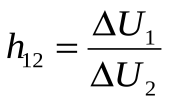 h₁₂ = ΔU₁ / ΔU₂